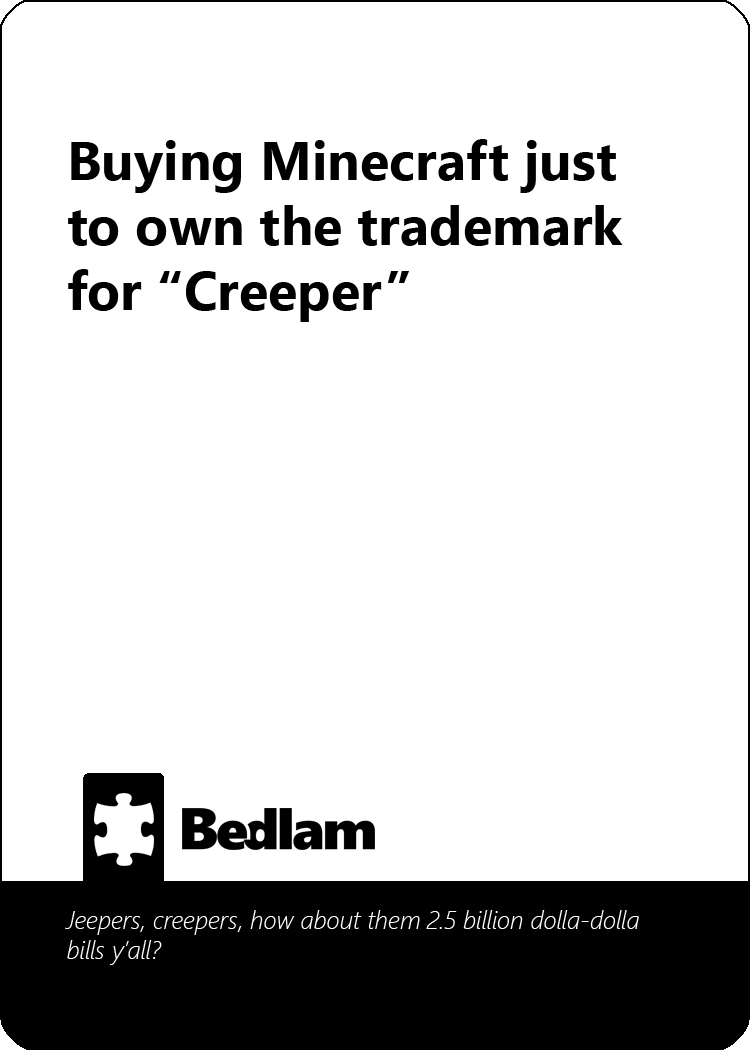 Buying Minecraft just
to own the trademark
for “Creeper”
Bedlam
Jeepers, creepers, how about them 2.5 billion dolla-dolla
bills y’all?